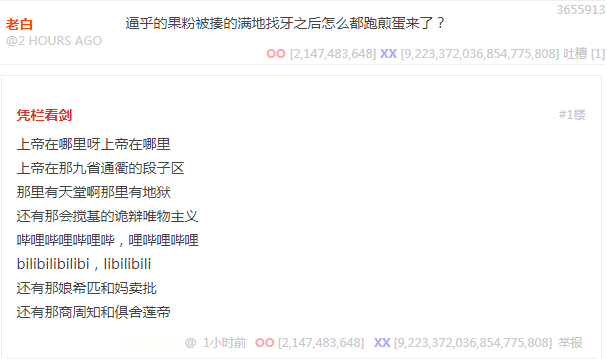 3655913
老白 逼乎的果粉被揍的满地找牙之后怎么都跑煎蛋来了？
@2 HOURS AGO
OO [2,147,483,648] XX [9,223,372,036,854,775,808] 吐槽 [1]
凭栏看剑 #1楼
上帝在哪里呀上帝在哪里
上帝在那九省通衢的段子区
那里有天堂啊那里有地狱
还有那会搅基的诡辩唯物主义
哔哩哔哩哔哩哔，哩哔哩哔哩
bilibilibilibi，libilibili
还有那娘希匹和妈卖批
还有那商周知和俱舍莲帝
@ 1小时前 OO [2,147,483,648] XX [9,223,372,036,854,775,808] 举报